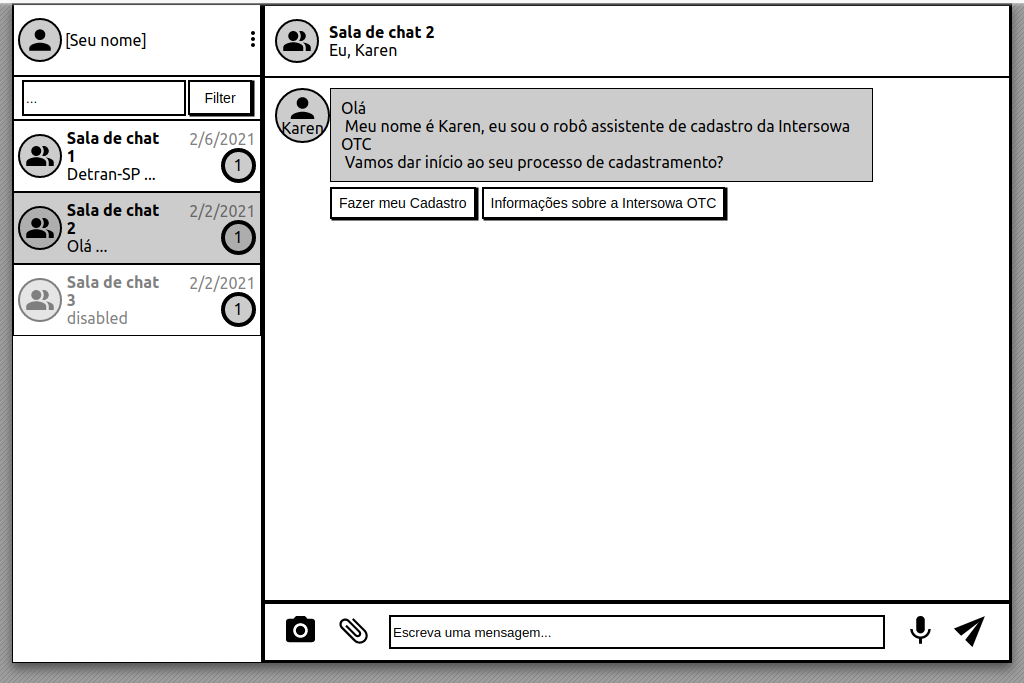 [Seu nome]
...
Filter
Sala de chat
1
2/6/2021
Detran-SP ...
1
Sala de chat
2
2/2/2021
Olá ...
1
Sala de chat
3
2/2/2021
disabled
1
Sala de chat 2
Eu, Karen
Karen
Olá
Meu nome é Karen, eu sou o robô assistente de cadastro da Intersowa
OTC
Vamos dar início ao seu processo de cadastramento?
Fazer meu Cadastro
Informações sobre a Intersowa OTC
Escreva uma mensagem...